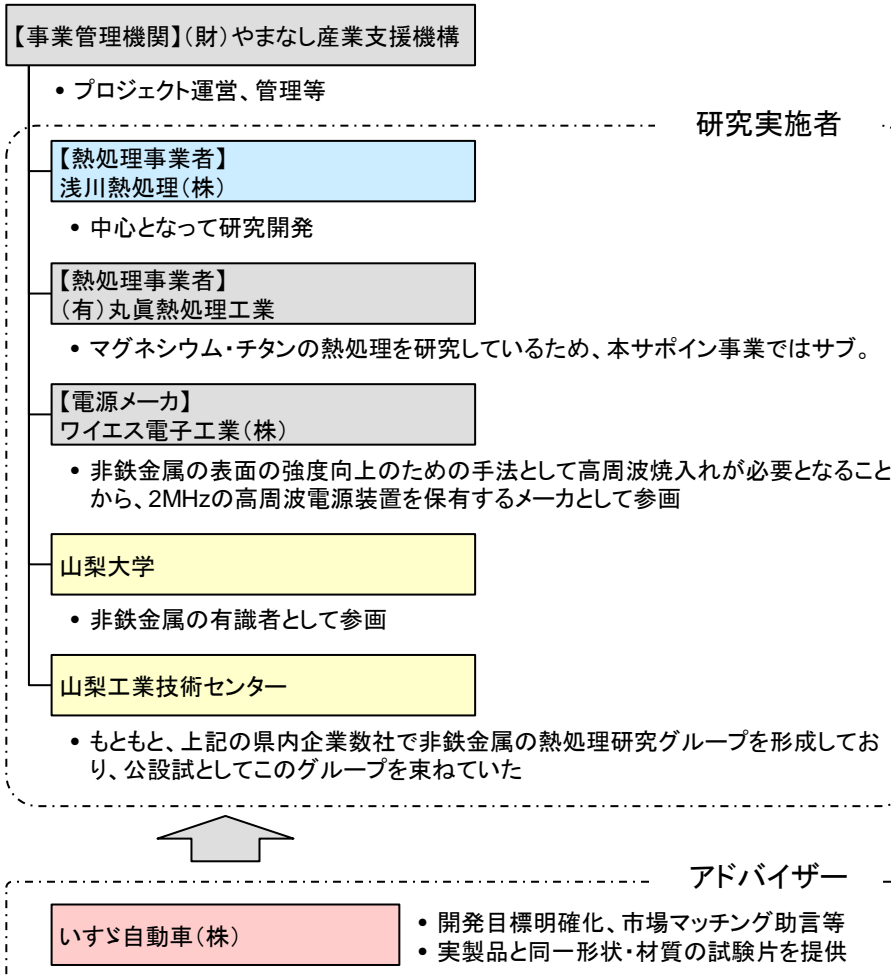 【事業管理機関】(財)やまなし産業支援機構
• プロジェクト運営、管理等
研究実施者
【熱処理事業者】
浅川熱処理(株)
• 中心となって研究開発
【熱処理事業者】
(有)丸眞熱処理工業
• マグネシウム・チタンの熱処理を研究しているため、本サポイン事業ではサブ。
【電源メーカ】
ワイエス電子工業(株)
• 非鉄金属の表面の強度向上のための手法として高周波焼入れが必要となること
から、2MHzの高周波電源装置を保有するメーカとして参画
山梨大学
• 非鉄金属の有識者として参画
山梨工業技術センター
• もともと、上記の県内企業数社で非鉄金属の熱処理研究グループを形成してお
り、公設試としてこのグループを束ねていた
アドバイザー
いすゞ自動車(株)
• 開発目標明確化、市場マッチング助言等
• 実製品と同一形状・材質の試験片を提供